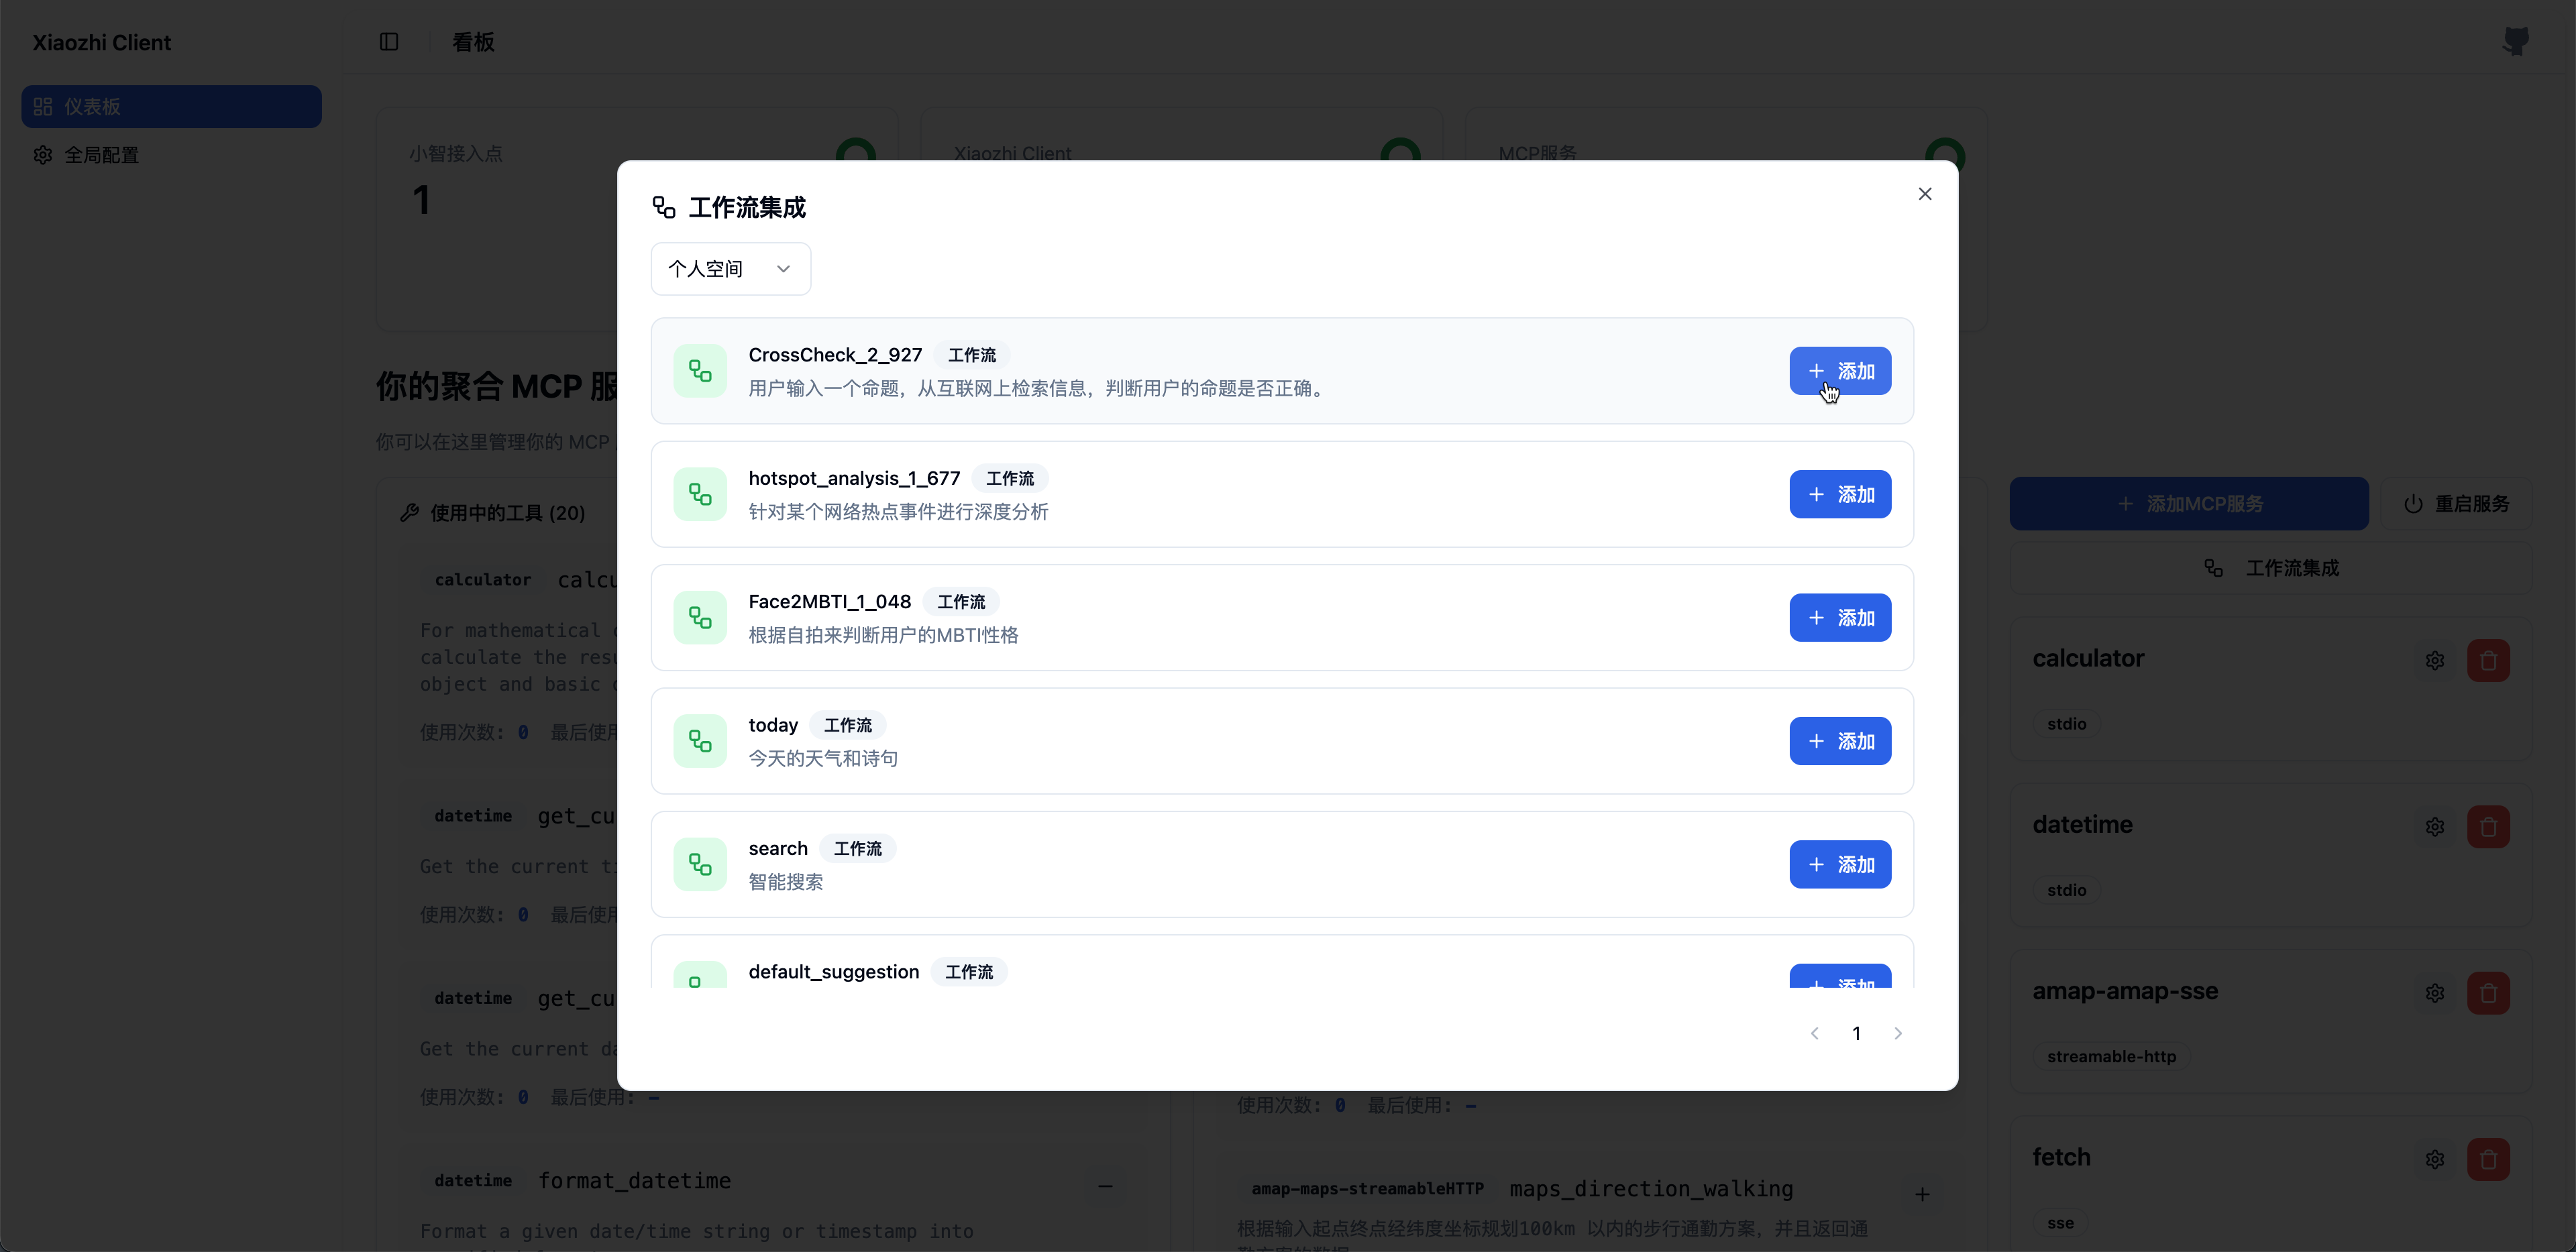 Xiaozhi Client
仪表板
全局配置
看板
小智接入点
1
Xiaozhi Client
MCP服务
你的聚合 MCP 服
你可以在这里管理你的 MCP
使用中的工具 (20)
calculator
For mathematical
calculate the
object and basic
使用次数: 0 最后使用
datetime
Get the current
使用次数: 0 最后使用
datetime
Get the current
使用次数: 0 最后使用: –
datetime format_datetime
Format a given date/time string or timestamp into
工作流集成
个人空间
CrossCheck_2_927 工作流
用户输入一个命题，从互联网上检索信息，判断用户的命题是否正确。
添加
hotspot_analysis_1_677 工作流
针对某个网络热点事件进行深度分析
添加
Face2MBTI_1_048 工作流
根据自拍来判断用户的MBTI性格
添加
today 工作流
今天的天气和诗句
添加
search 工作流
智能搜索
添加
default_suggestion 工作流
添加
1
使用次数: 0 最后使用: –
amap-maps-streamableHTTP maps_direction_walking
根据输入起点终点经纬度坐标规划100km 以内的步行通勤方案，并且返回通
勤方案的数据
添加MCP服务
重启服务
工作流集成
calculator
stdio
datetime
stdio
amap-amap-sse
streamable-http
fetch
sse